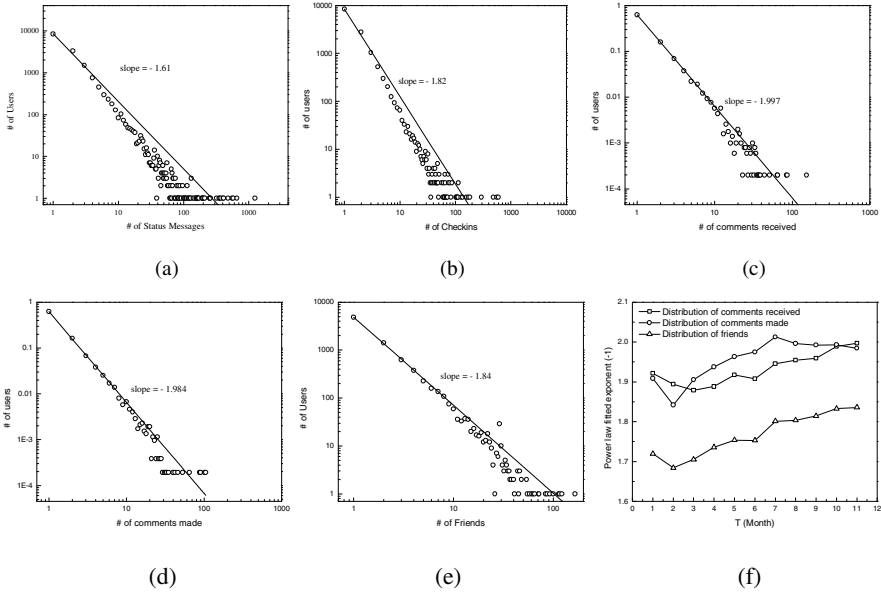 10000
1000
100
10
1
# of Users
slope = - 1.61
1
10
100
1000
# of Status Messages
(a)
10000
1000
100
10
1
# of users
slope = - 1.82
1
10
100
1000
10000
# of Checkins
(b)
1
0.1
0.01
1E-3
1E-4
# of users
slope = - 1.997
1
10
100
1000
# of comments received
(c)
1
0.1
0.01
1E-3
1E-4
# of users
slope = - 1.984
1
10
100
1000
# of comments made
(d)
10000
1000
100
10
1
# of Users
slope = - 1.84
1
10
100
# of Friends
(e)
2.1
2.0
1.9
1.8
1.7
1.6
Power law fitted exponent (-1)
Distribution of comments received
Distribution of comments made
Distribution of friends
0 1 2 3 4 5 6 7 8 9 10 11 12
T (Month)
(f)